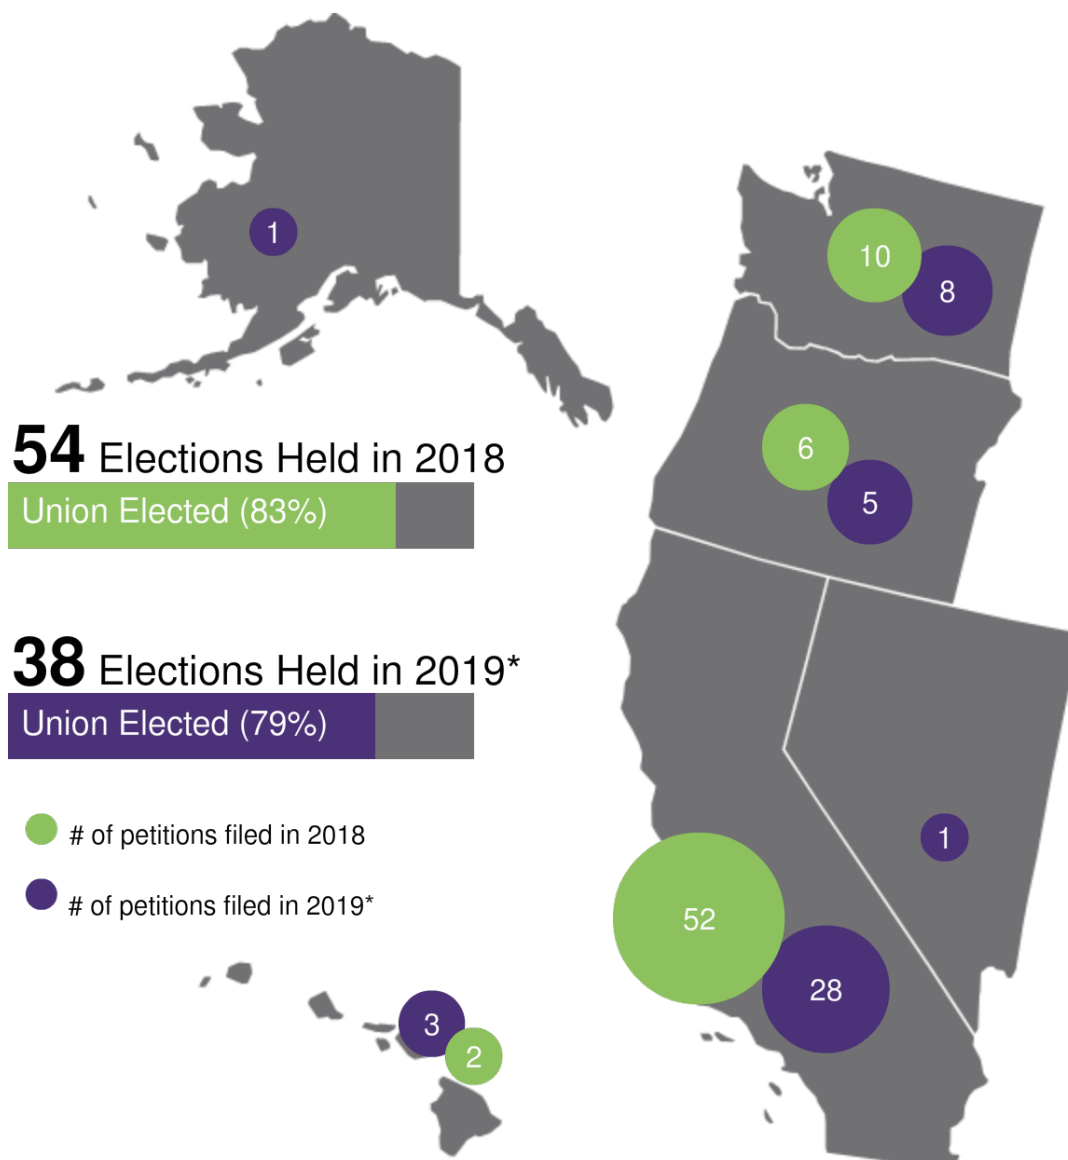 1
10
8
6
5
54 Elections Held in 2018
Union Elected (83%)
38 Elections Held in 2019*
Union Elected (79%)
# of petitions filed in 2018
# of petitions filed in 2019*
1
52
28
3
2